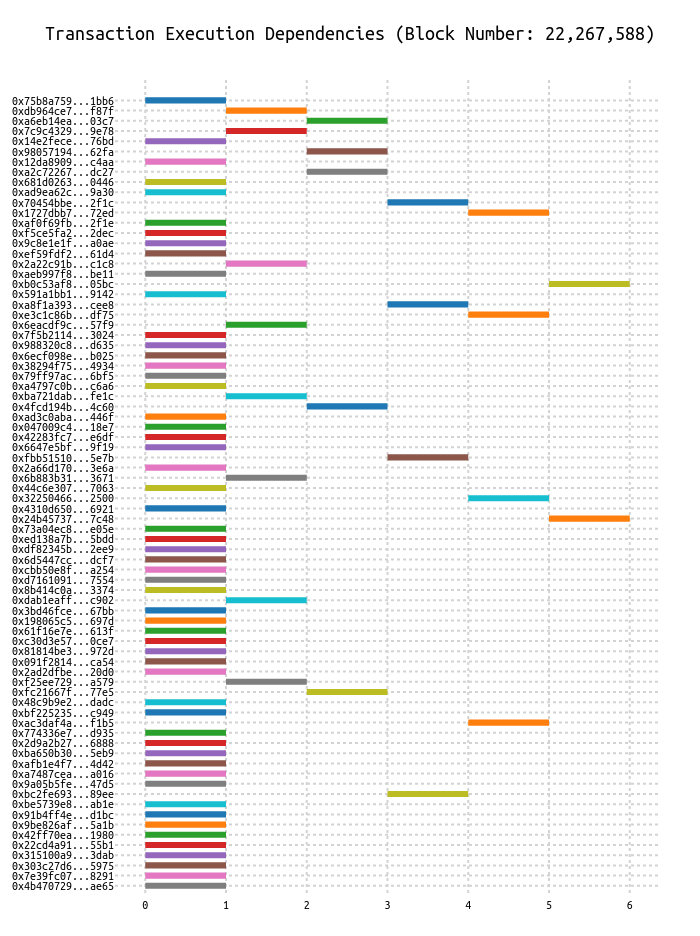 Transaction Execution Dependencies (Block Number: 22,267,588)
0x75b8a759...1bb6
0xdb964ce7...f87f
0xa6eb14ea...03c7
0x7c9c4329...9e78
0x14e2fece...76bd
0x98057194...62fa
0x12da8909...c4aa
0xa2c72267...dc27
0x681d0263...0446
0xad9ea62c...9a30
0x70454bbe...2f1c
0x1727dbb7...72ed
0xaf0f69fb...2f1e
0xf5ce5fa2...2dec
0x9c8e1e1f...a0ae
0xef59fdf2...61d4
0x2a22c91b...c1c8
0xaeb997f8...be11
0xb0c53af8...05bc
0x591a1bb1...9142
0xa8f1a393...cee8
0xe3c1c86b...df75
0x6eacdf9c...57f9
0x7f5b2114...3024
0x988320c8...d635
0x6ecf098e...b025
0x38294f75...4934
0x79ff97ac...6bf5
0xa4797c0b...c6a6
0xba721dab...fe1c
0x4fcd194b...4c60
0xad3c0aba...446f
0x047009c4...18e7
0x42283fc7...e6df
0x6647e5bf...9f19
0xfbb51510...5e7b
0x2a66d170...3e6a
0x6b883b31...3671
0x44c6e307...7063
0x32250466...2500
0x4310d650...6921
0x24b45737...7c48
0x73a04ec8...e05e
0xed138a7b...5bdd
0xdf82345b...2ee9
0x6d5447cc...dcf7
0xcbb50e8f...a254
0xd7161091...7554
0x8b414c0a...3374
0xdab1eaff...c902
0x3bd46fce...67bb
0x198065c5...697d
0x61f16e7e...613f
0xc30d3e57...0ce7
0x81814be3...972d
0x091f2814...ca54
0x2ad2dfbe...20d0
0xf25ee729...a579
0xfc21667f...77e5
0x48c9b9e2...dadc
0xbf225235...c949
0xac3daf4a...f1b5
0x774336e7...d935
0x2d9a2b27...6888
0xba650b30...5eb9
0xafb1e4f7...4d42
0xa7487cea...a016
0x9a05b5fe...47d5
0xbc2fe693...89ee
0xbe5739e8...ab1e
0x91b4ff4e...d1bc
0x9be826af...5a1b
0x42ff70ea...1980
0x22cd4a91...55b1
0x315100a9...3dab
0x303c27d6...5975
0x7e39fc07...8291
0x4b470729...ae65
0 1 2 3 4 5 6